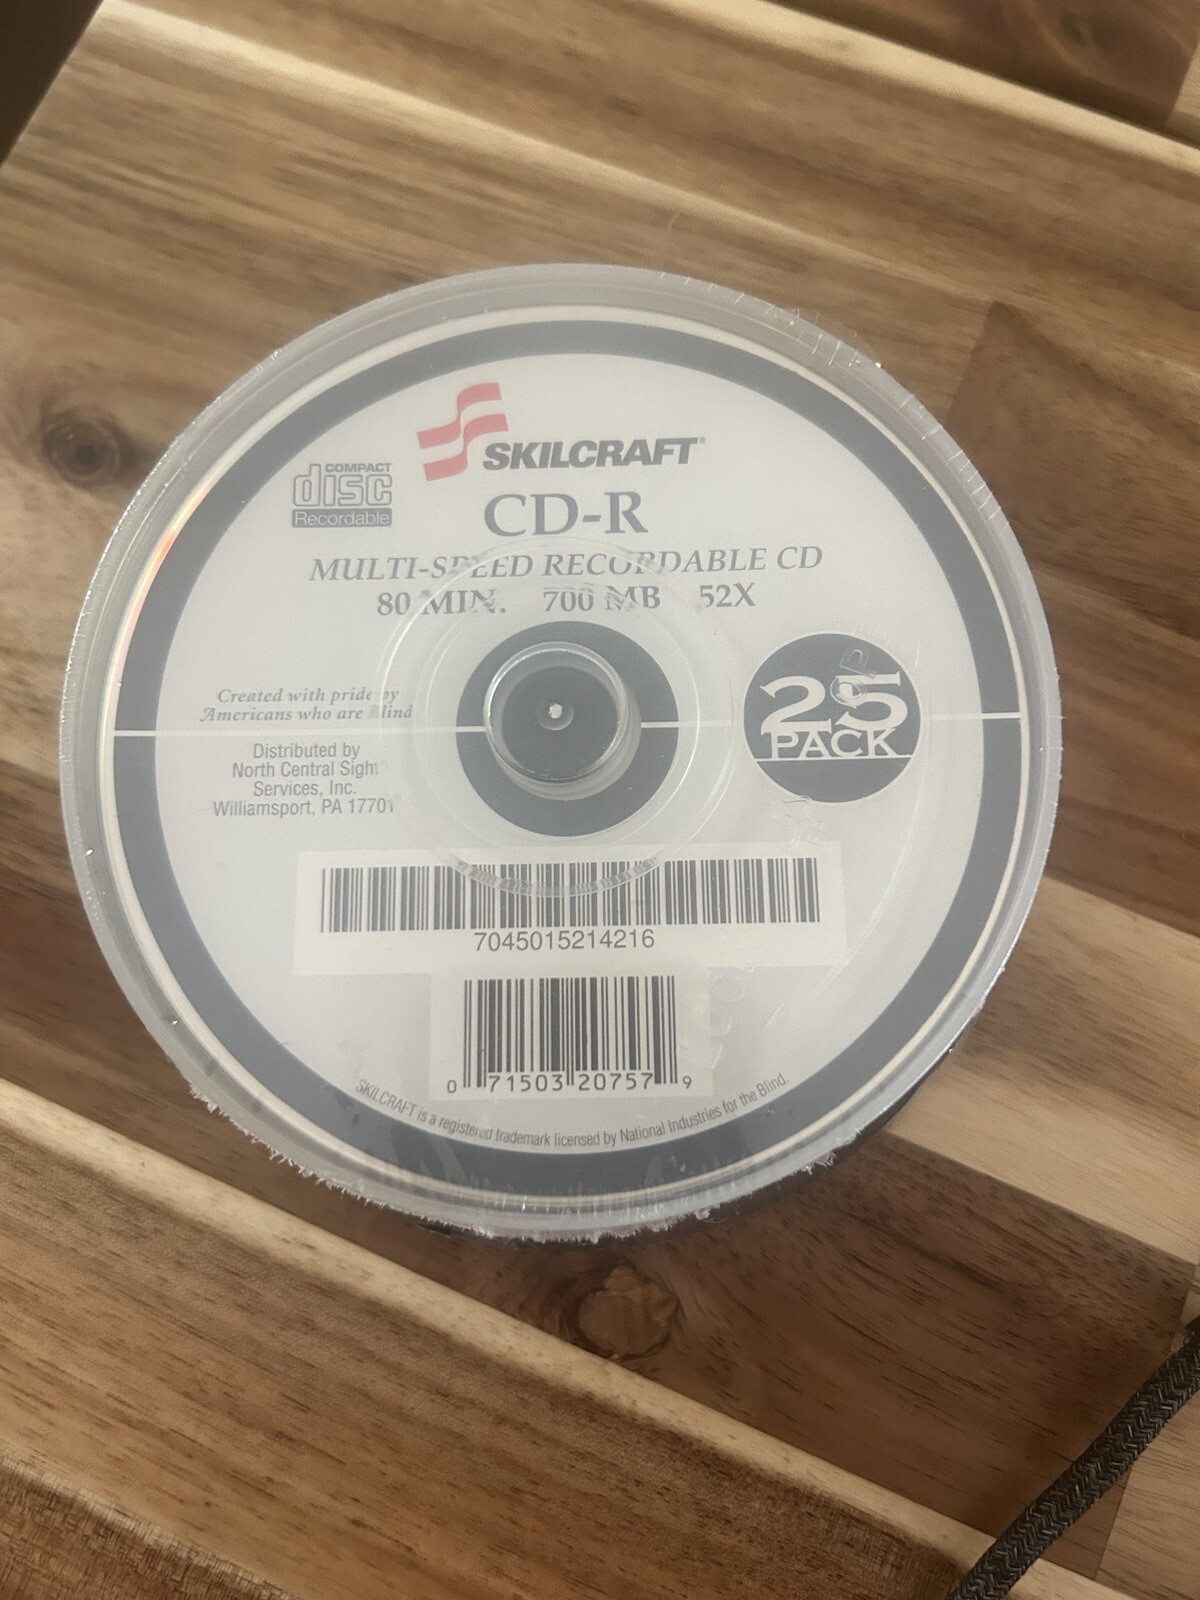 SKILCRAFT®
COMPACT
disc
Recordable
CD-R
MULTI-SPEED RECORDABLE CD
80 MIN. 700 MB 52X
Created with pride by
Americans who are blind
Distributed by
North Central Sight
Services, Inc.
Williamsport, PA 17701
25
PACK
7045015214216
0 71503 20757 9
SKILCRAFT is a registered trademark licensed by National Industries for the Blind.